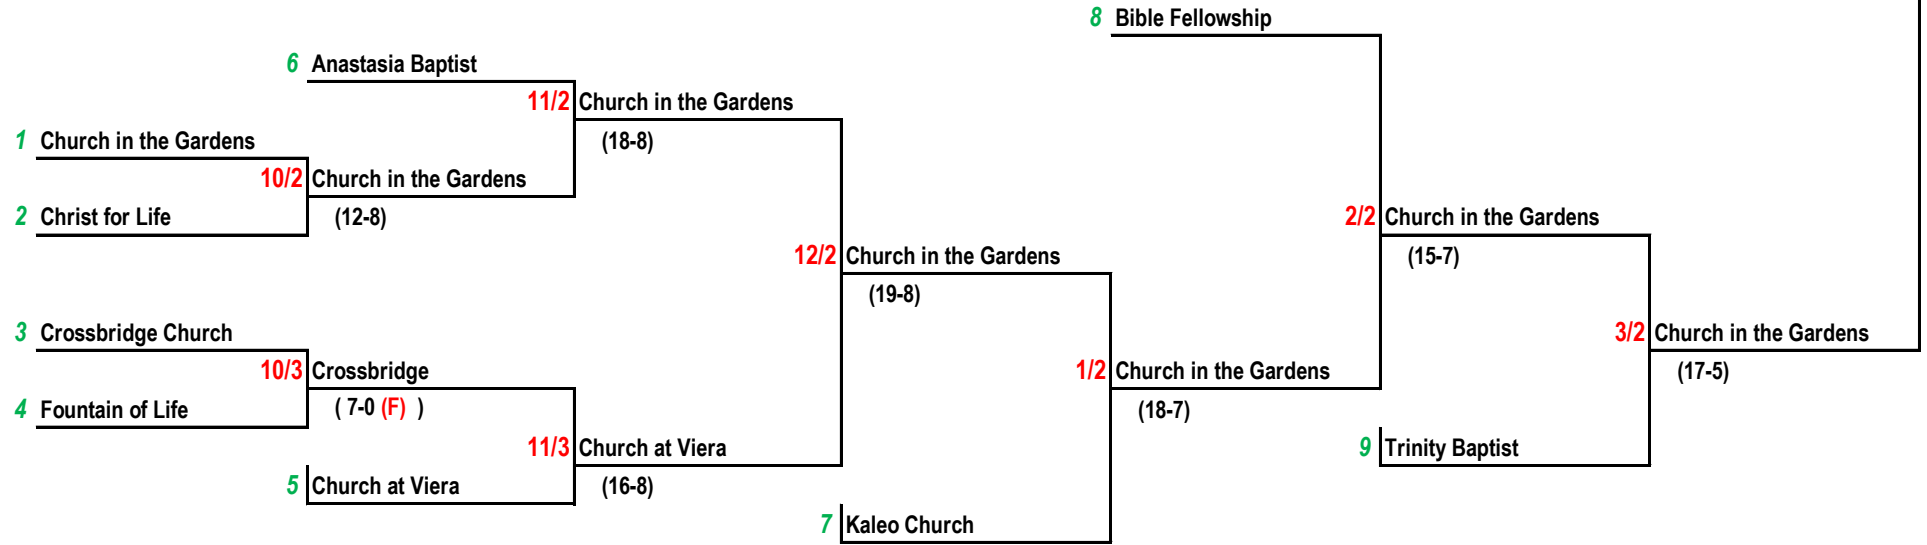 8 Bible Fellowship
6 Anastasia Baptist
11/2 Church in the Gardens
1 Church in the Gardens
(18-8)
10/2 Church in the Gardens
2 Christ for Life
(12-8)
2/2 Church in the Gardens
12/2 Church in the Gardens
(15-7)
(19-8)
3 Crossbridge Church
3/2 Church in the Gardens
10/3 Crossbridge
1/2 Church in the Gardens
(17-5)
4 Fountain of Life
( 7-0 (F) )
(18-7)
11/3 Church at Viera
9 Trinity Baptist
5 Church at Viera
(16-8)
7 Kaleo Church